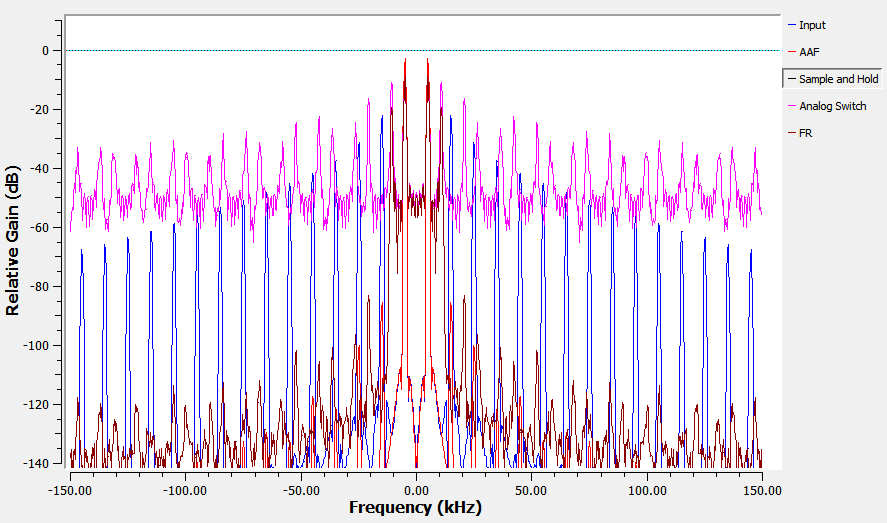 Relative Gain (dB)
0
-20
-40
-60
-80
-100
-120
-140
-150.00
-100.00
-50.00
0.00
50.00
100.00
150.00
Frequency (kHz)
Input
AAF
Sample and Hold
Analog Switch
FR